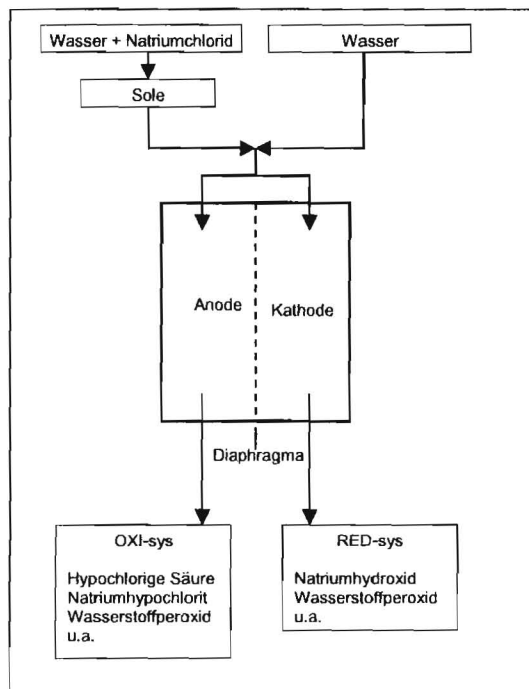 Wasser + Natriumchlorid
Wasser
Sole
Anode
Kathode
Diaphragma
OXI-sys
Hypochlorige Säure
Natriumhypochlorit
Wasserstoffperoxid
u.a.
RED-sys
Natriumhydroxid
Wasserstoffperoxid
u.a.